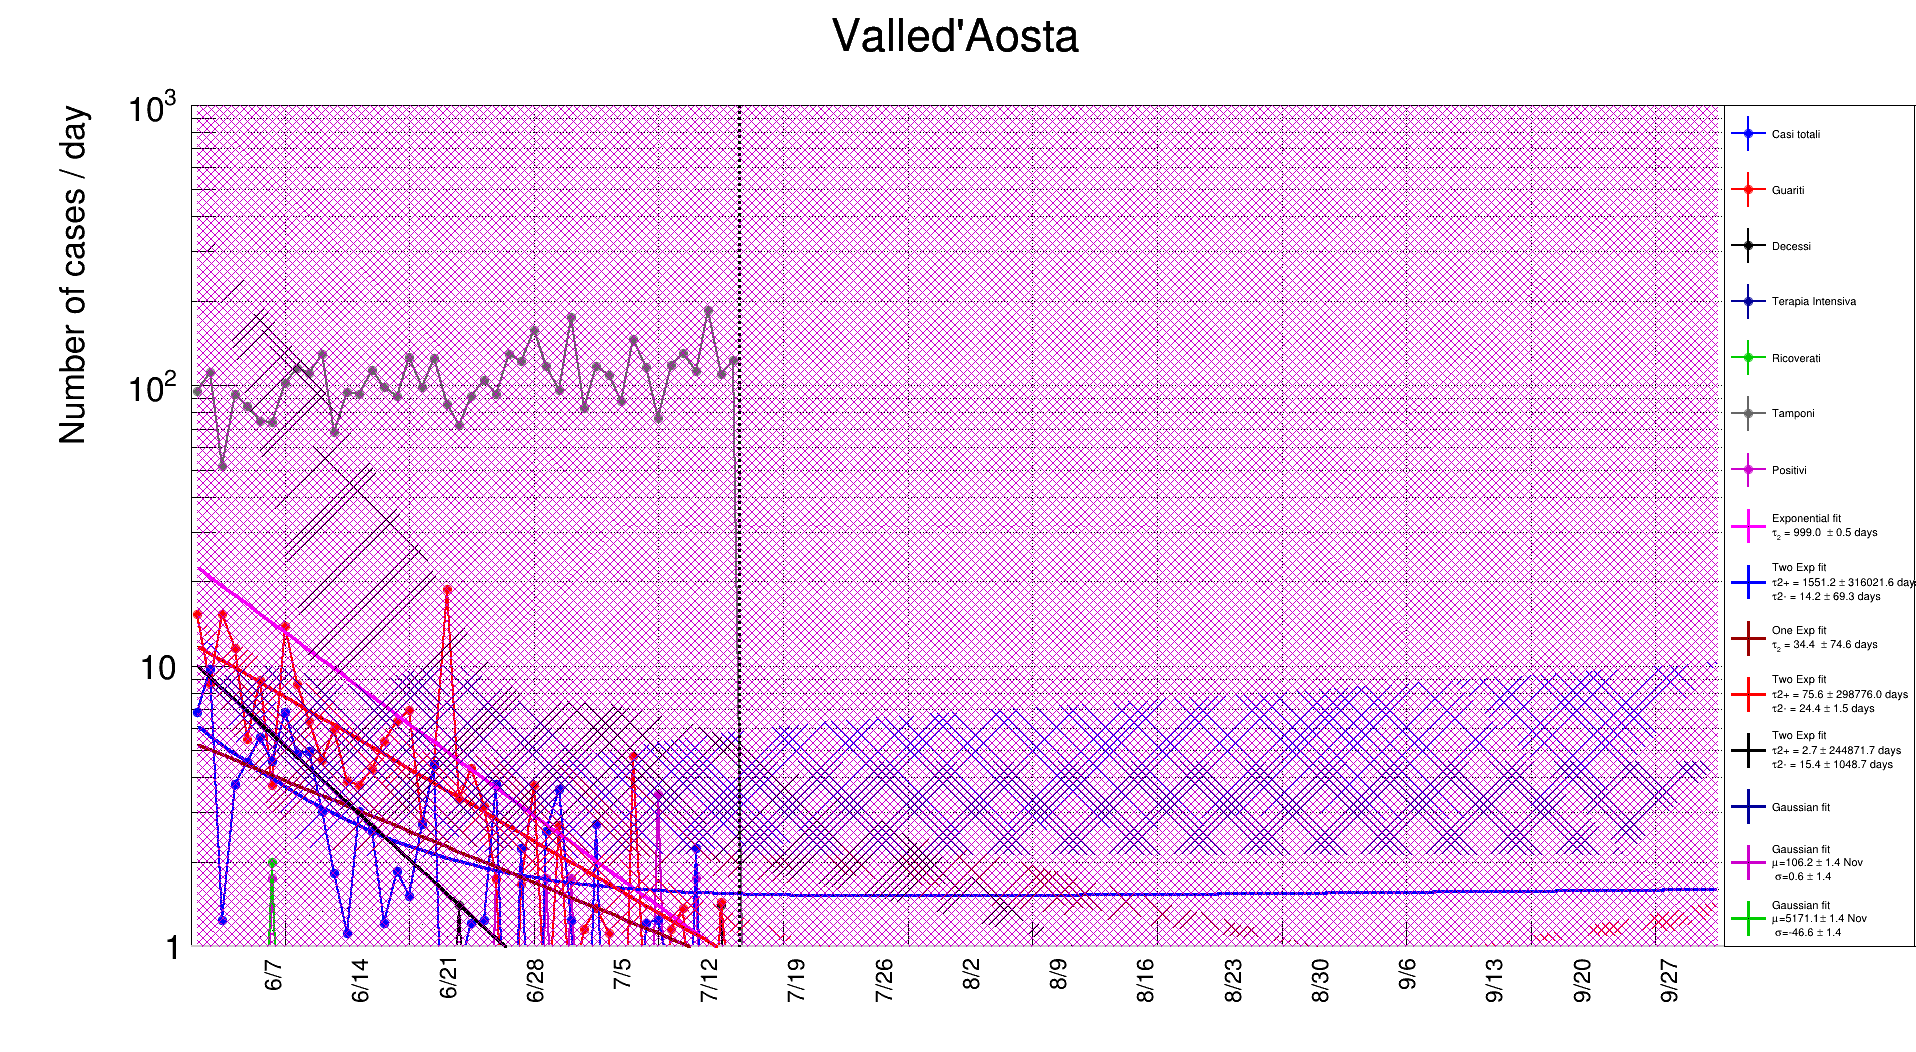 Valled'Aosta
Number of cases / day
10³
10²
10
1
6/7
6/14
6/21
6/28
7/5
7/12
7/19
7/26
8/2
8/9
8/16
8/23
8/30
9/6
9/13
9/20
9/27
Casi totali
Guariti
Decessi
Terapia Intensiva
Ricoverati
Tamponi
Positivi
Exponential fit
τ₂ = 999.0 ± 0.5 days
Two Exp fit
τ2+ = 1551.2 ± 316021.6 day
τ2- = 14.2 ± 69.3 days
One Exp fit
τ₂ = 34.4 ± 74.6 days
Two Exp fit
τ2+ = 75.6 ± 298776.0 days
τ2- = 24.4 ± 1.5 days
Two Exp fit
τ2+ = 2.7 ± 244871.7 days
τ2- = 15.4 ± 1048.7 days
Gaussian fit
Gaussian fit
μ=106.2 ± 1.4 Nov
σ=0.6 ± 1.4
Gaussian fit
μ=5171.1 ± 1.4 Nov
σ=-46.6 ± 1.4